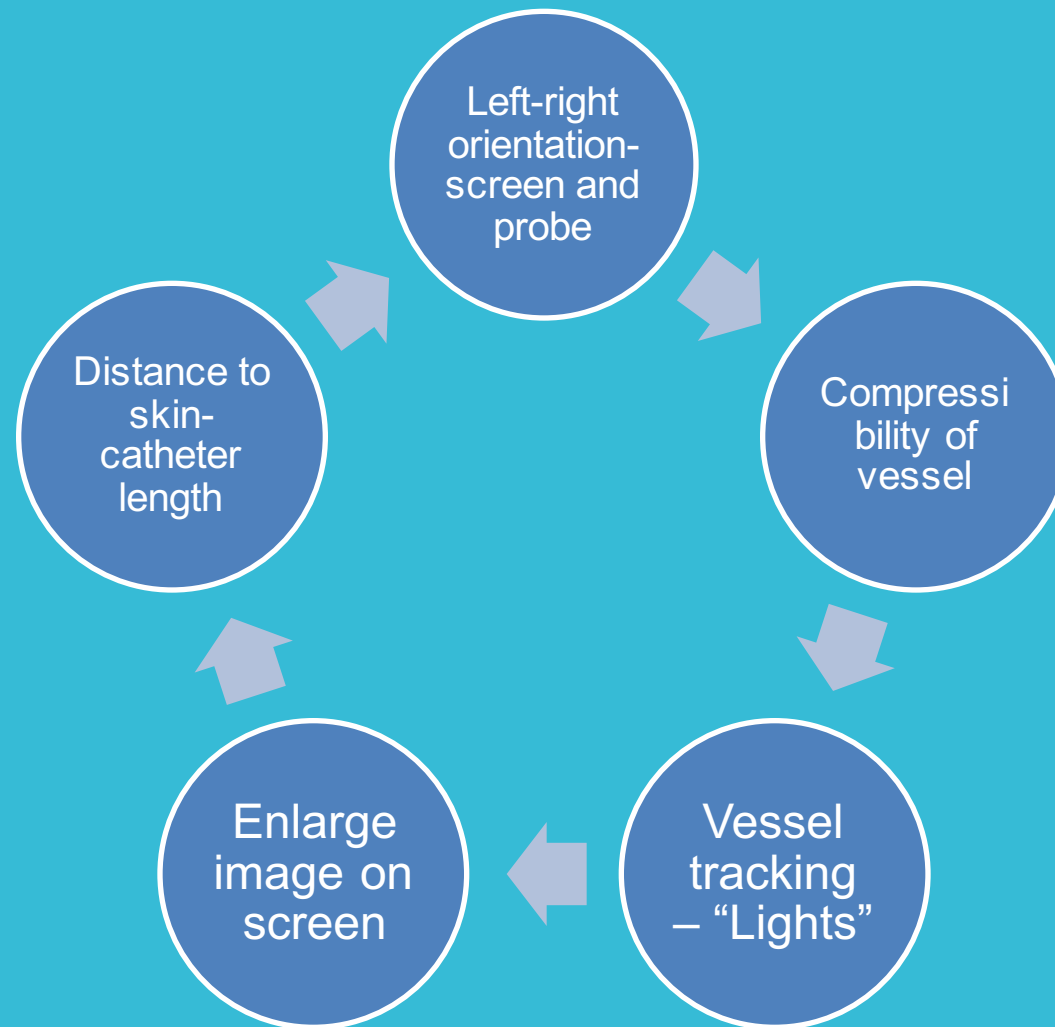 Left-right
orientation-
screen and
probe
Compressi
bility of
vessel
Vessel
tracking
– “Lights”
Enlarge
image on
screen
Distance to
skin-
catheter
length